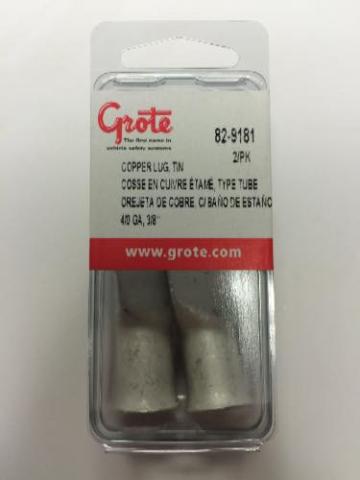 Grote
The first name in
vehicle safety systems
82-9181
2/PK
COPPER LUG, TIN
COSSE EN CUIVRE ÉTAMÉ, TYPE TUBE
OREJETA DE COBRE, C/ BAÑO DE ESTAÑO
4/0 GA, 3/8"
www.grote.com